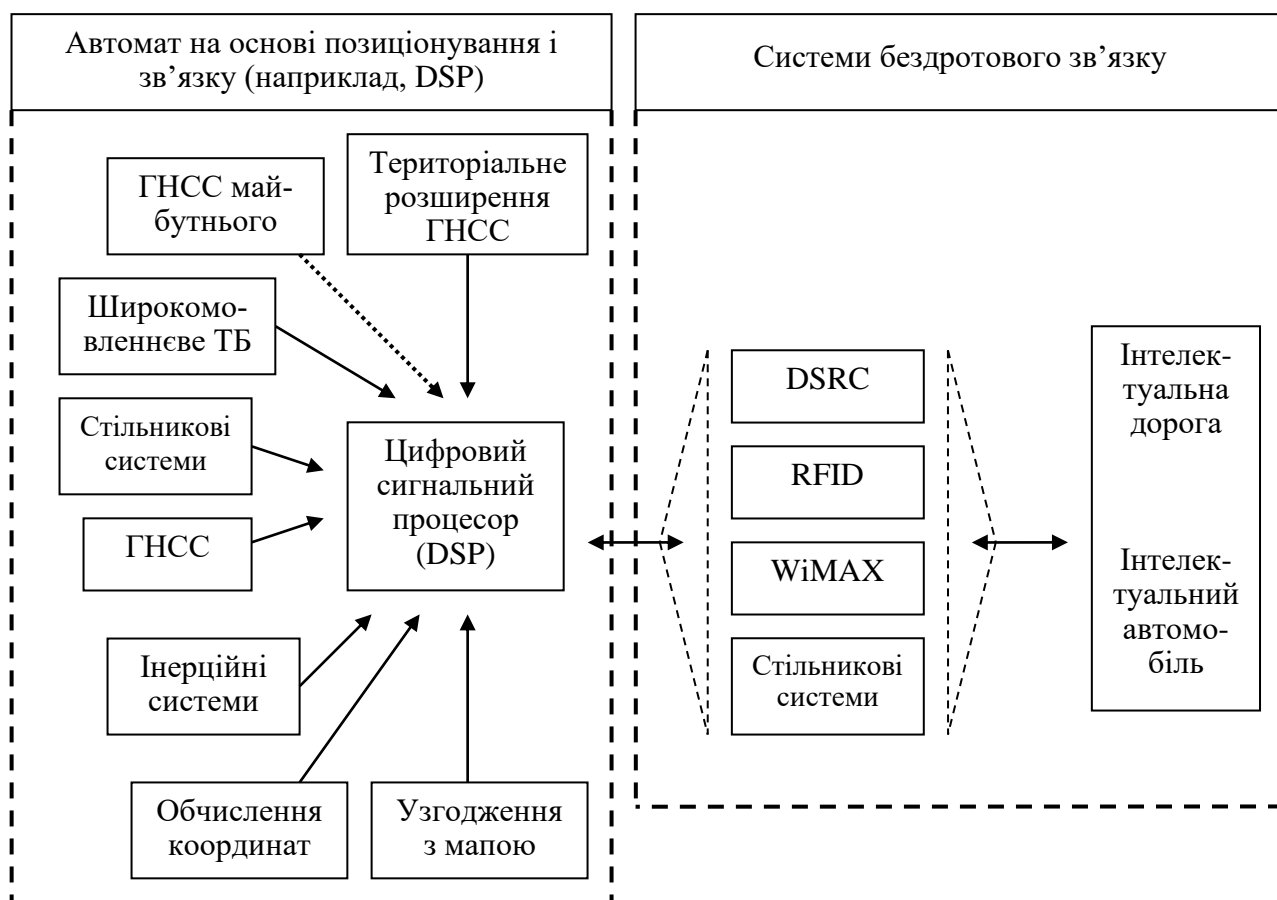 Автомат на основі позиціонування і
зв’язку (наприклад, DSP)
Системи бездротового зв’язку
ГНСС май-
бутнього
Територіальне
розширення
ГНСС
Широкомо-
вленнєве ТБ
Стільникові
системи
ГНСС
Цифровий
сигнальний
процесор
(DSP)
Інерційні
системи
Обчислення
координат
Узгодження
з мапою
DSRC
RFID
WiMAX
Стільникові
системи
Інтелек-
туальна
дорога
Інтелек-
туальний
автомо-
біль